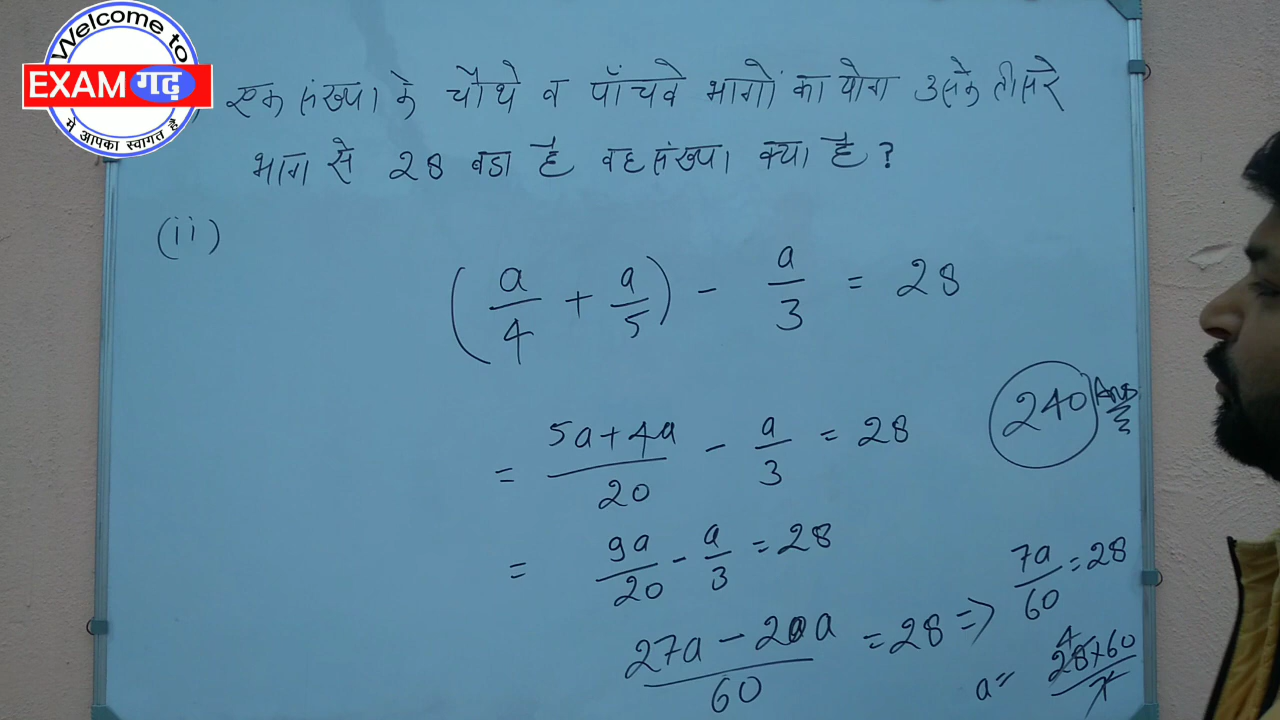 Welcome to
EXAM गढ़
में आपका स्वागत है
एक संख्या के चौथे व पाँचवे भागों का योग उसके तीसरे
भाग से 28 बडा है वह संख्या क्या है ?
(ii)
(a/4 + a/5) - a/3 = 28
= (5a+4a)/20 - a/3 = 28
240 Ans
= 9a/20 - a/3 = 28
(27a - 20a)/60 = 28 => 7a/60 = 28
a = 4 28×60/7